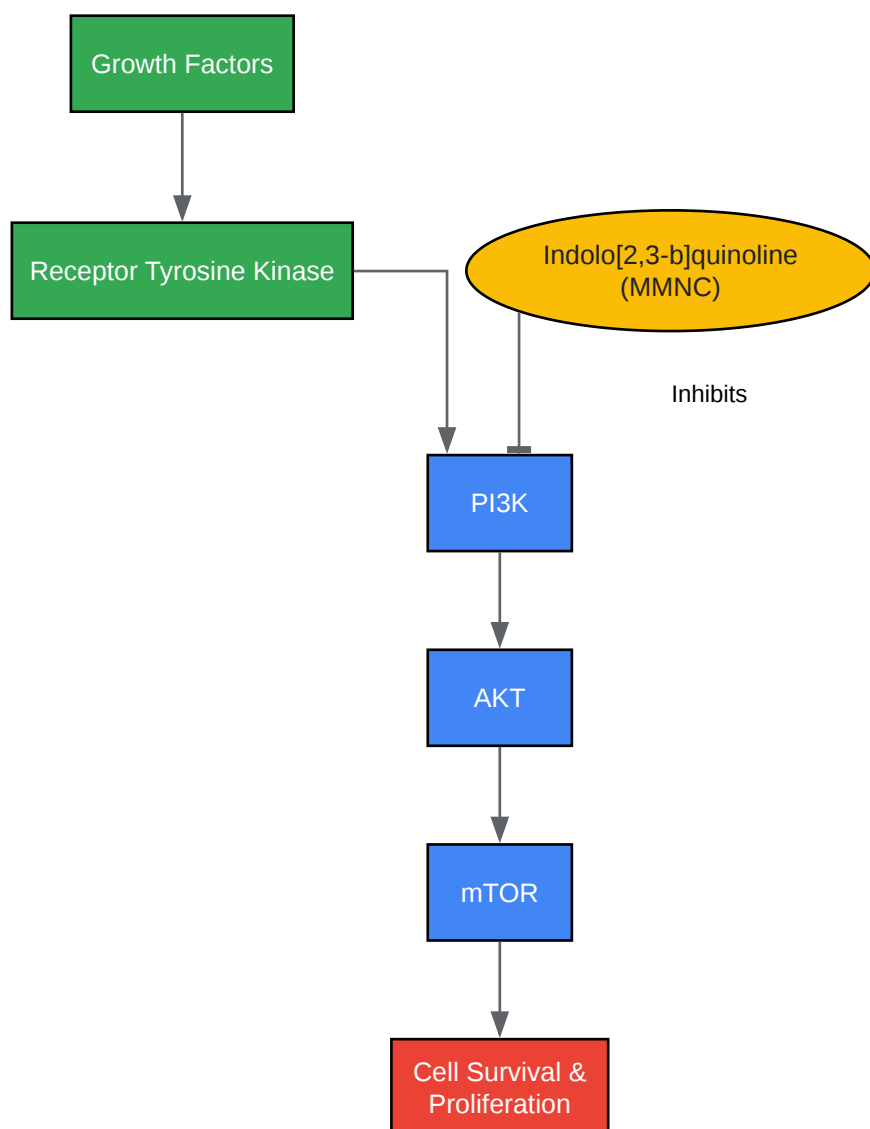 Growth Factors
Receptor Tyrosine Kinase
Indolo[2,3-b]quinoline
(MMNC)
Inhibits
PI3K
AKT
mTOR
Cell Survival &
Proliferation